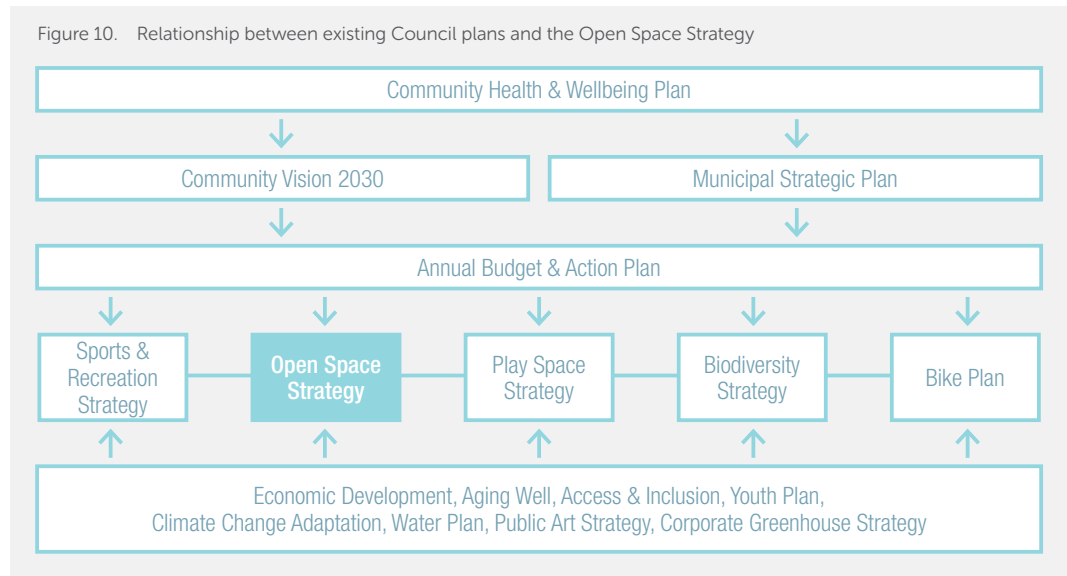 Figure 10. Relationship between existing Council plans and the Open Space Strategy
Community Health & Wellbeing Plan
Community Vision 2030
Municipal Strategic Plan
Annual Budget & Action Plan
Sports &
Recreation
Strategy
Open Space
Strategy
Play Space
Strategy
Biodiversity
Strategy
Bike Plan
Economic Development, Aging Well, Access & Inclusion, Youth Plan,
Climate Change Adaptation, Water Plan, Public Art Strategy, Corporate Greenhouse Strategy